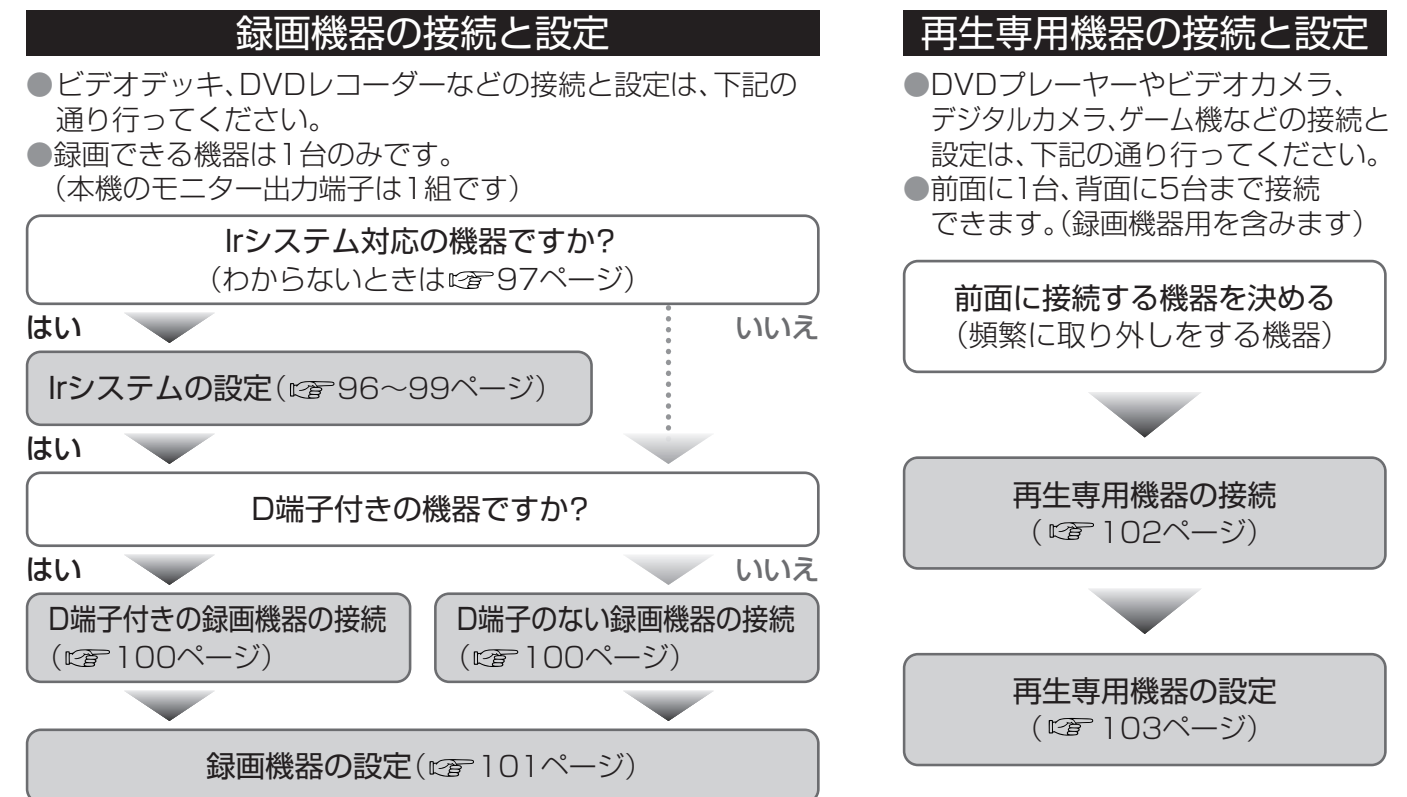 録画機器の接続と設定
●ビデオデッキ、DVDレコーダーなどの接続と設定は、下記の
通り行ってください。
●録画できる機器は1台のみです。
（本機のモニター出力端子は1組です）
Irシステム対応の機器ですか？
（わからないときは☞97ページ）
はい
いいえ
Irシステムの設定（☞96〜99ページ）
はい
D端子付きの機器ですか？
はい
いいえ
D端子付きの録画機器の接続
（☞100ページ）
D端子のない録画機器の接続
（☞100ページ）
録画機器の設定（☞101ページ）
再生専用機器の接続と設定
●DVDプレーヤーやビデオカメラ、
デジタルカメラ、ゲーム機などの接続と
設定は、下記の通り行ってください。
●前面に1台、背面に5台まで接続
できます。（録画機器用を含みます）
前面に接続する機器を決める
（頻繁に取り外しをする機器）
再生専用機器の接続
（☞102ページ）
再生専用機器の設定
（☞103ページ）